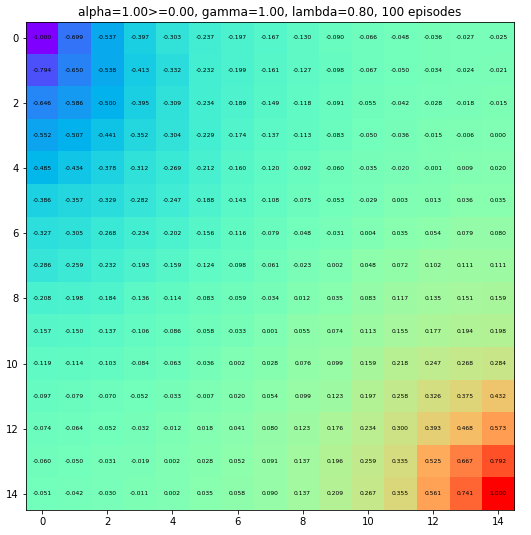 alpha=1.00>=0.00, gamma=1.00, lambda=0.80, 100 episodes
0 -1.000 -0.699 -0.537 -0.397 -0.303 -0.237 -0.197 -0.167 -0.130 -0.090 -0.066 -0.048 -0.036 -0.027 -0.025
-0.794 -0.650 -0.538 -0.413 -0.332 -0.232 -0.199 -0.161 -0.127 -0.098 -0.067 -0.050 -0.034 -0.024 -0.021
2 -0.646 -0.586 -0.500 -0.395 -0.309 -0.234 -0.189 -0.149 -0.118 -0.091 -0.055 -0.042 -0.028 -0.018 -0.015
-0.552 -0.507 -0.441 -0.352 -0.304 -0.229 -0.174 -0.137 -0.113 -0.083 -0.050 -0.036 -0.015 -0.006 0.000
4 -0.485 -0.434 -0.378 -0.312 -0.269 -0.212 -0.160 -0.120 -0.092 -0.060 -0.035 -0.020 -0.001 0.009 0.020
-0.386 -0.357 -0.329 -0.282 -0.247 -0.188 -0.143 -0.108 -0.075 -0.053 -0.029 0.003 0.013 0.036 0.035
6 -0.327 -0.305 -0.268 -0.234 -0.202 -0.156 -0.116 -0.079 -0.048 -0.031 0.004 0.035 0.054 0.079 0.080
-0.286 -0.259 -0.232 -0.193 -0.159 -0.124 -0.098 -0.061 -0.023 0.002 0.048 0.072 0.102 0.111 0.111
8 -0.208 -0.198 -0.184 -0.136 -0.114 -0.083 -0.059 -0.034 0.012 0.035 0.083 0.117 0.135 0.151 0.159
-0.157 -0.150 -0.137 -0.106 -0.086 -0.058 -0.033 0.001 0.055 0.074 0.113 0.155 0.177 0.194 0.198
10 -0.119 -0.114 -0.103 -0.084 -0.063 -0.036 0.002 0.028 0.076 0.099 0.159 0.218 0.247 0.268 0.284
-0.097 -0.079 -0.070 -0.052 -0.033 -0.007 0.020 0.054 0.099 0.123 0.197 0.258 0.326 0.375 0.432
12 -0.074 -0.064 -0.052 -0.032 -0.012 0.018 0.041 0.080 0.123 0.176 0.234 0.300 0.393 0.468 0.573
-0.060 -0.050 -0.031 -0.019 0.002 0.028 0.052 0.091 0.137 0.196 0.259 0.335 0.525 0.667 0.792
14 -0.051 -0.042 -0.030 -0.011 0.002 0.035 0.058 0.090 0.137 0.209 0.267 0.355 0.561 0.741 1.000
0 2 4 6 8 10 12 14